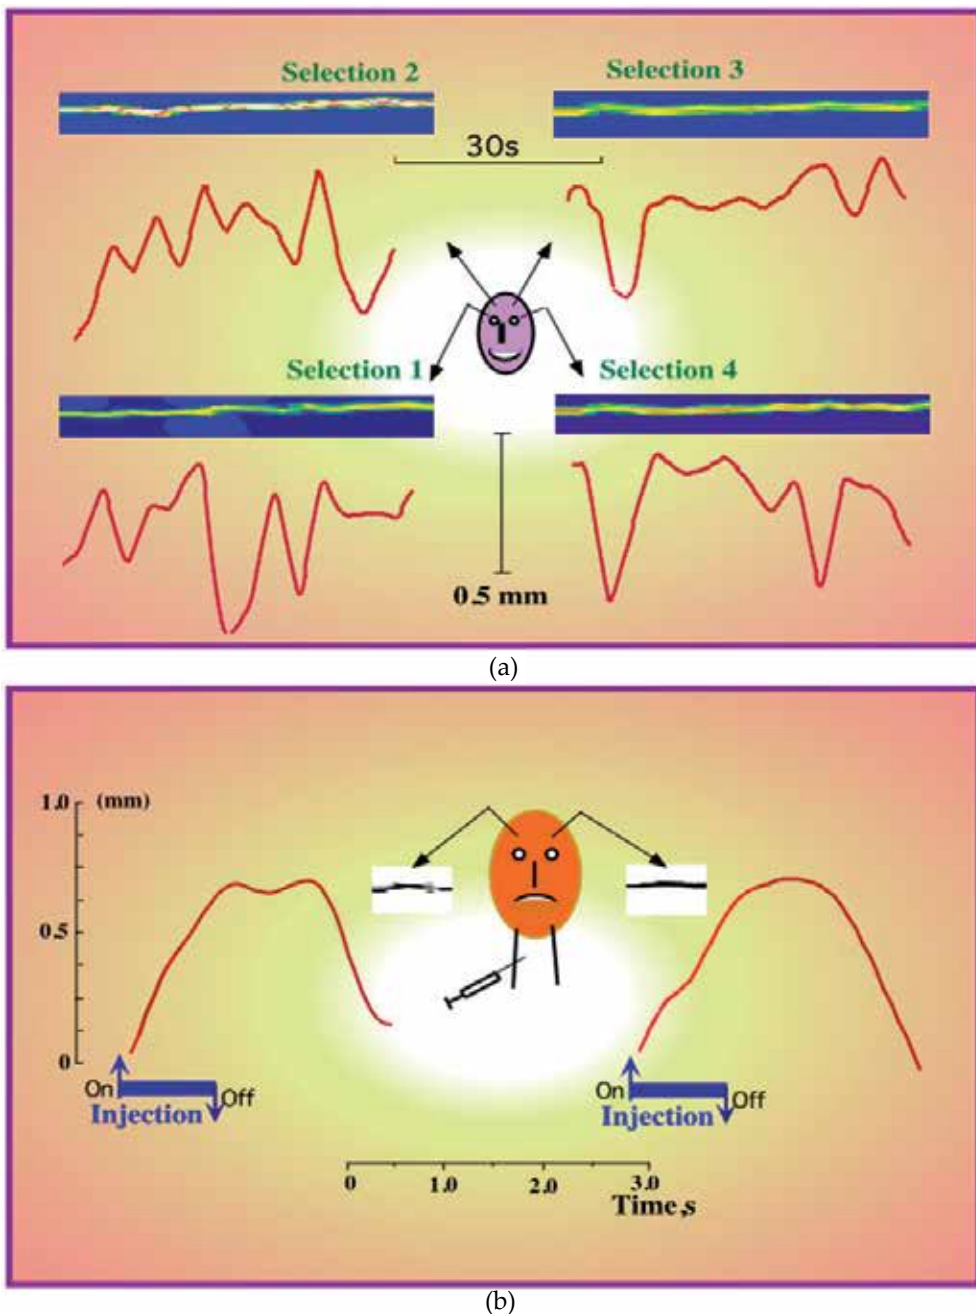 Selection 2
Selection 3
30s
Selection 1
Selection 4
0.5 mm
(a)
1.0 (mm)
0.5
0
On
Off
Injection
On
Off
Injection
0 1.0 2.0 3.0
Time,s
(b)